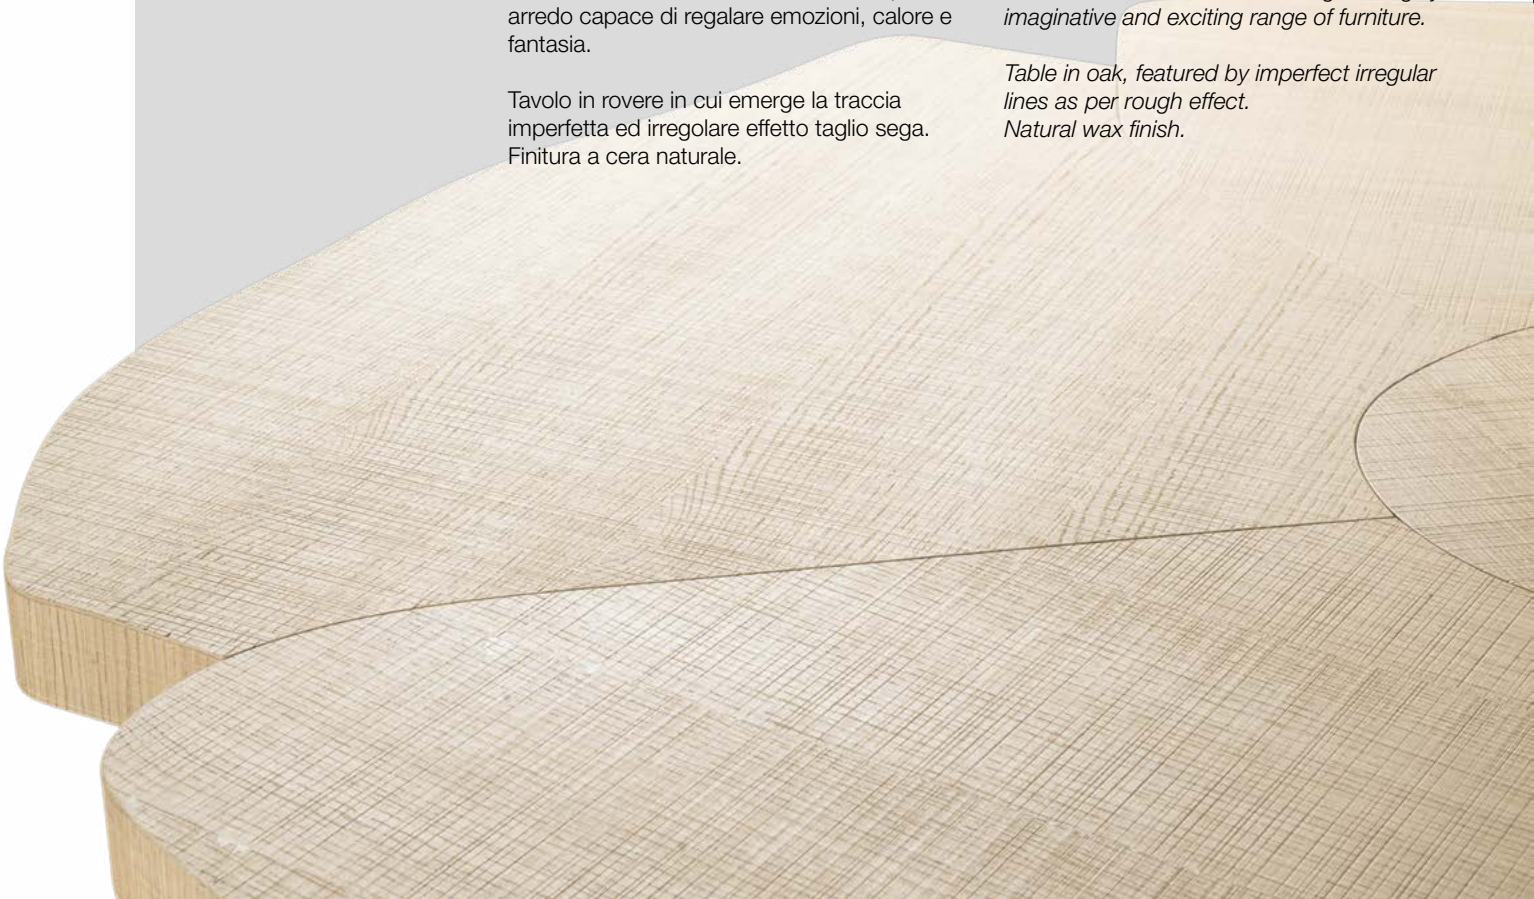 arredo capace di regalare emozioni, calore e
fantasia.
Tavolo in rovere in cui emerge la traccia
imperfetta ed irregolare effetto taglio sega.
Finitura a cera naturale.
imaginative and exciting range of furniture.
Table in oak, featured by imperfect irregular
lines as per rough effect.
Natural wax finish.